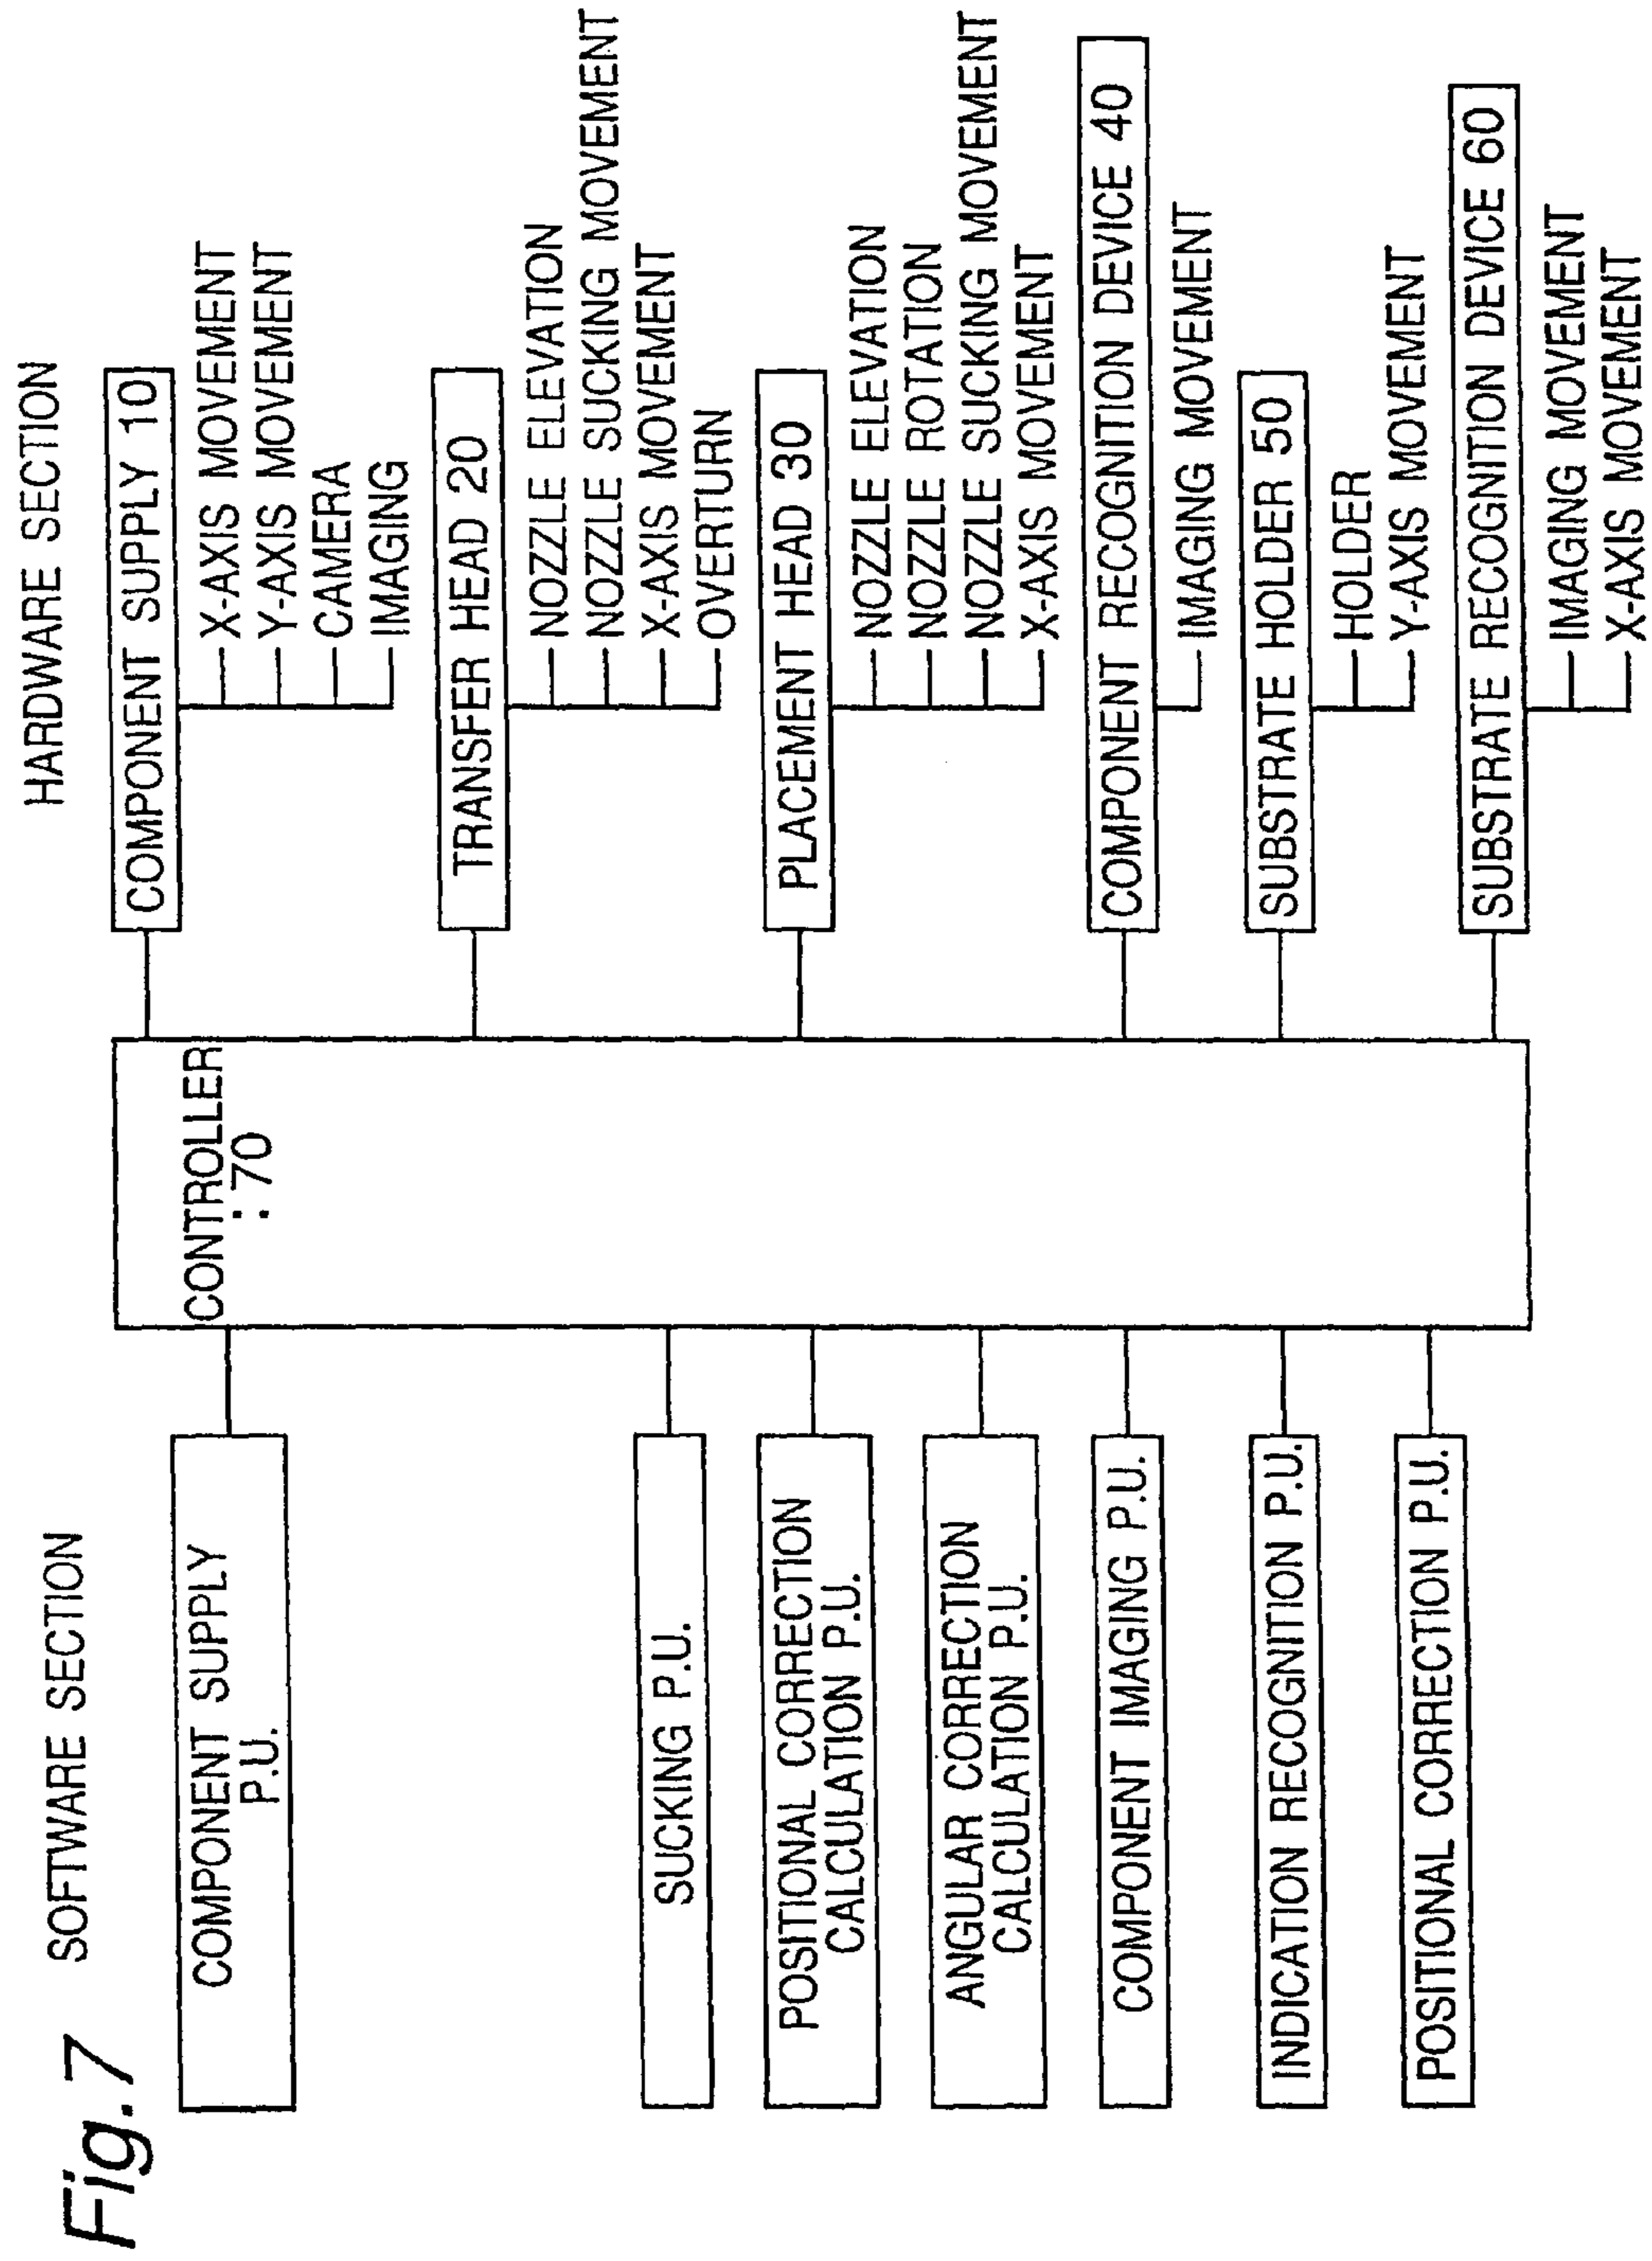 Fig. 7
SOFTWARE SECTION
COMPONENT SUPPLY
P.U.
SUCKING P.U.
POSITIONAL CORRECTION
CALCULATION P.U.
ANGULAR CORRECTION
CALCULATION P.U.
COMPONENT IMAGING P.U.
INDICATION RECOGNITION P.U.
POSITIONAL CORRECTION P.U.
CONTROLLER
: 70
HARDWARE SECTION
COMPONENT SUPPLY 10
X-AXIS MOVEMENT
Y-AXIS MOVEMENT
CAMERA
IMAGING
TRANSFER HEAD 20
NOZZLE ELEVATION
NOZZLE SUCKING MOVEMENT
X-AXIS MOVEMENT
OVERTURN
PLACEMENT HEAD 30
NOZZLE ELEVATION
NOZZLE ROTATION
NOZZLE SUCKING MOVEMENT
X-AXIS MOVEMENT
COMPONENT RECOGNITION DEVICE 40
IMAGING MOVEMENT
SUBSTRATE HOLDER 50
HOLDER
Y-AXIS MOVEMENT
SUBSTRATE RECOGNITION DEVICE 60
IMAGING MOVEMENT
X-AXIS MOVEMENT